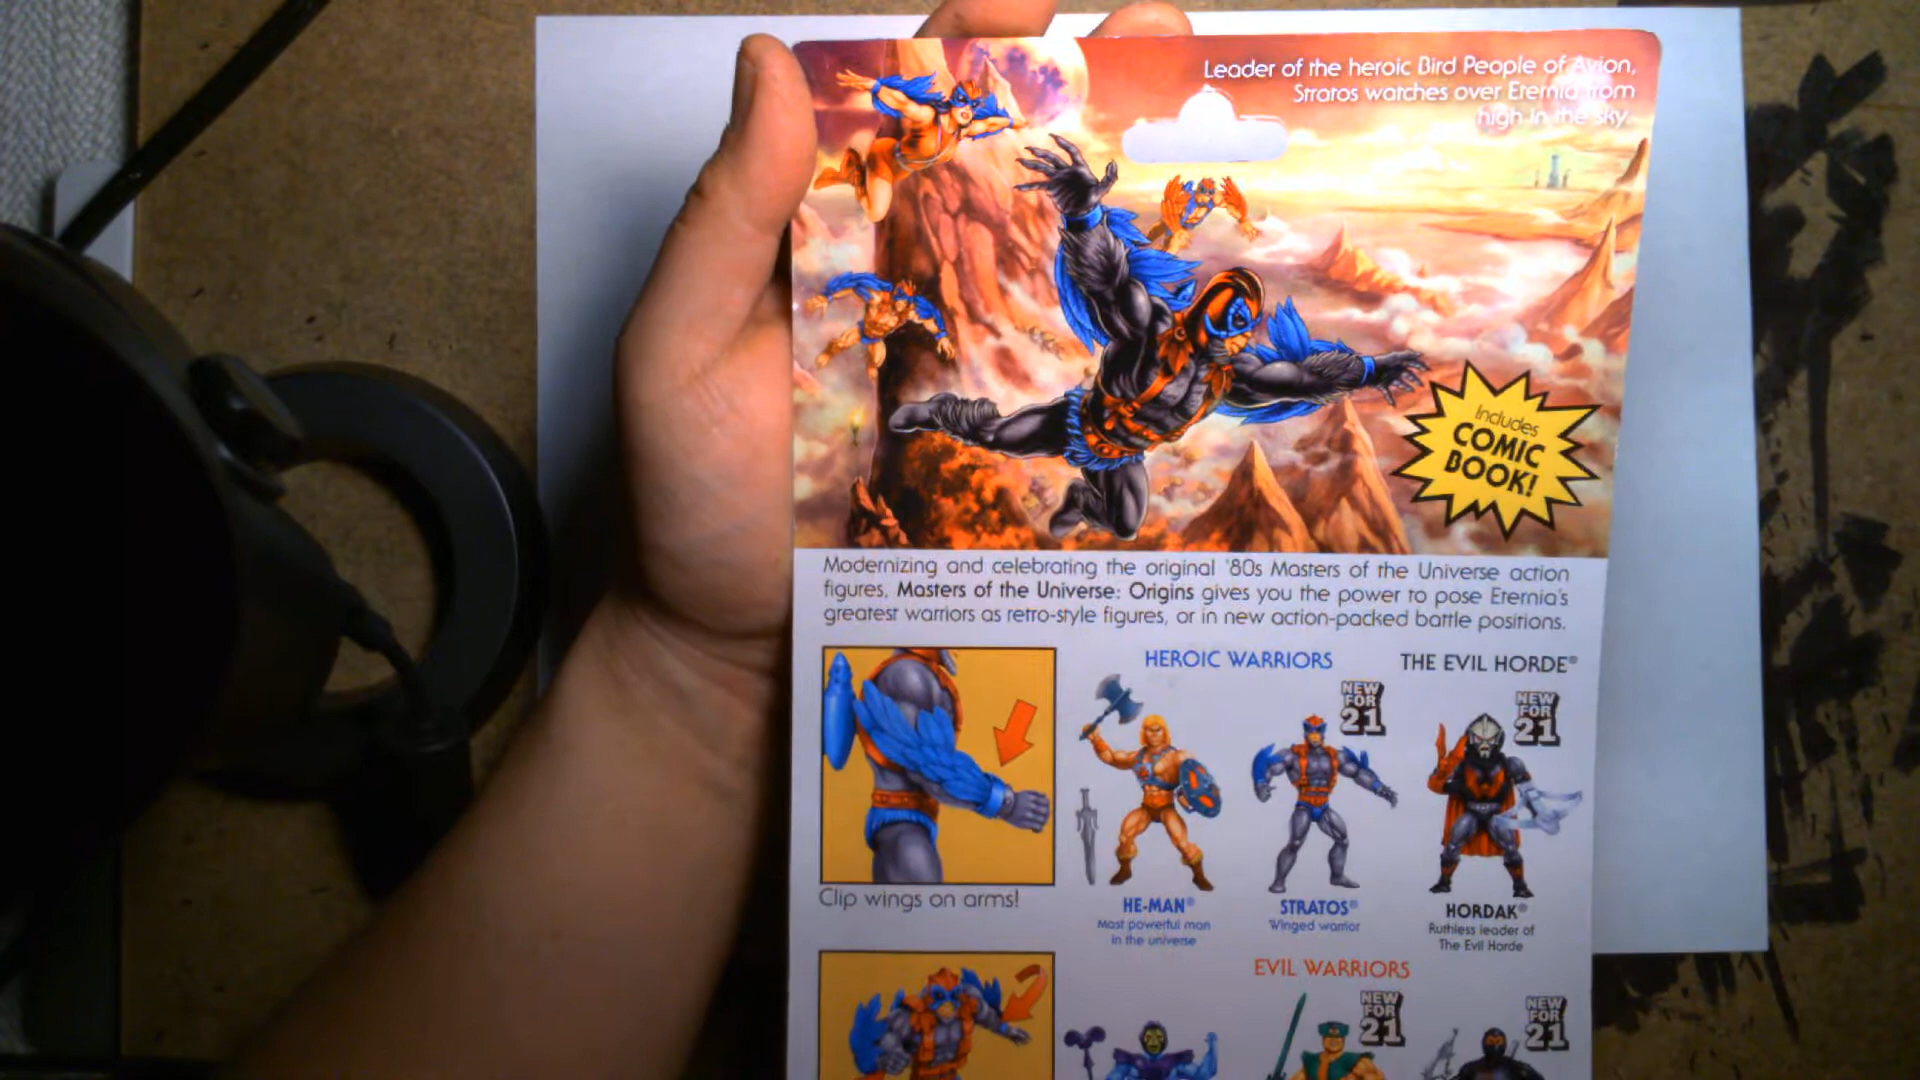 Leader of the heroic Bird People of Avion,
Stratos watches over Eternia from
high in the sky.
Includes
COMIC
BOOK!
Modernizing and celebrating the original '80s Masters of the Universe action
figures, Masters of the Universe: Origins gives you the power to pose Eternia's
greatest warriors as retro-style figures, or in new action-packed battle positions.
HEROIC WARRIORS
THE EVIL HORDE®
NEW
FOR
21
NEW
FOR
21
Clip wings on arms!
HE-MAN®
Most powerful man
in the universe
STRATOS®
Winged warrior
HORDAK®
Ruthless leader of
The Evil Horde
EVIL WARRIORS
NEW
FOR
21
NEW
FOR
21